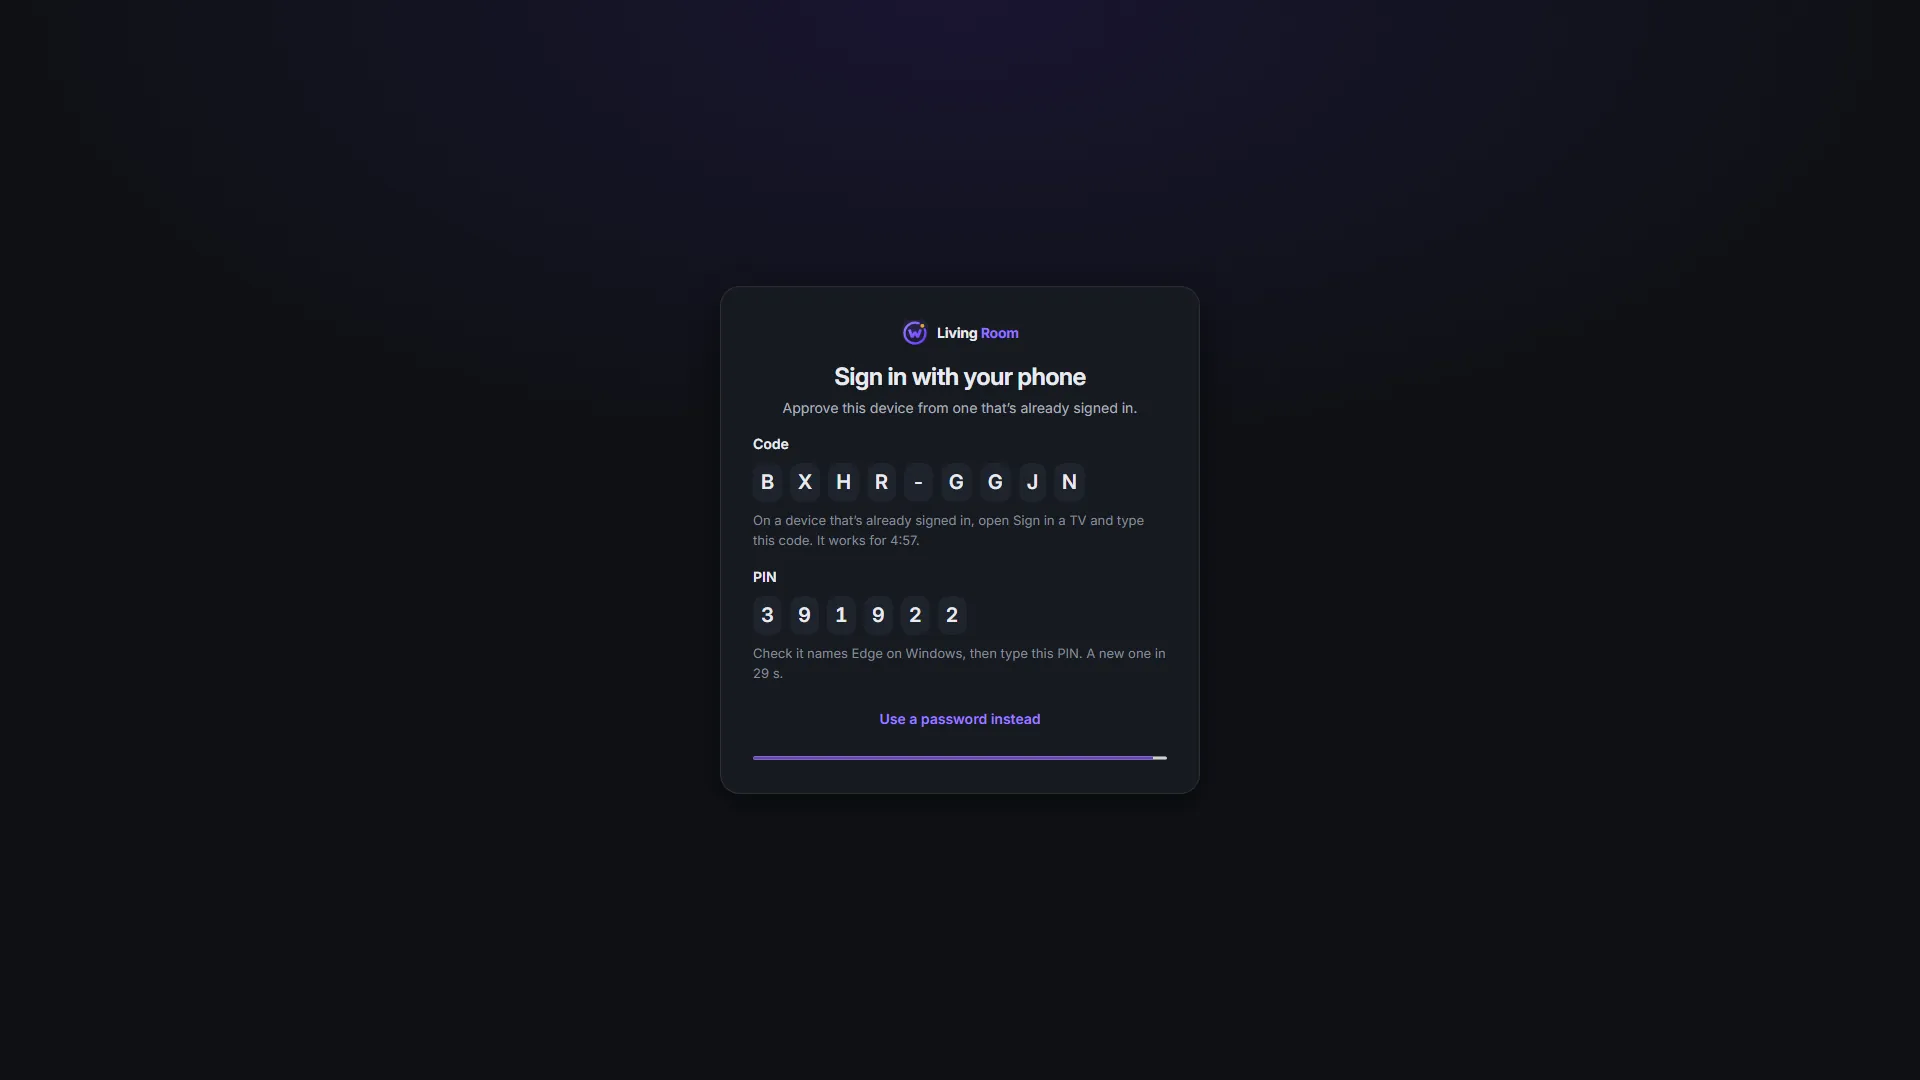 Living Room
Sign in with your phone
Approve this device from one that’s already signed in.
Code
B X H R - G G J N
On a device that’s already signed in, open Sign in a TV and type
this code. It works for 4:57.
PIN
3 9 1 9 2 2
Check it names Edge on Windows, then type this PIN. A new one in
29 s.
Use a password instead